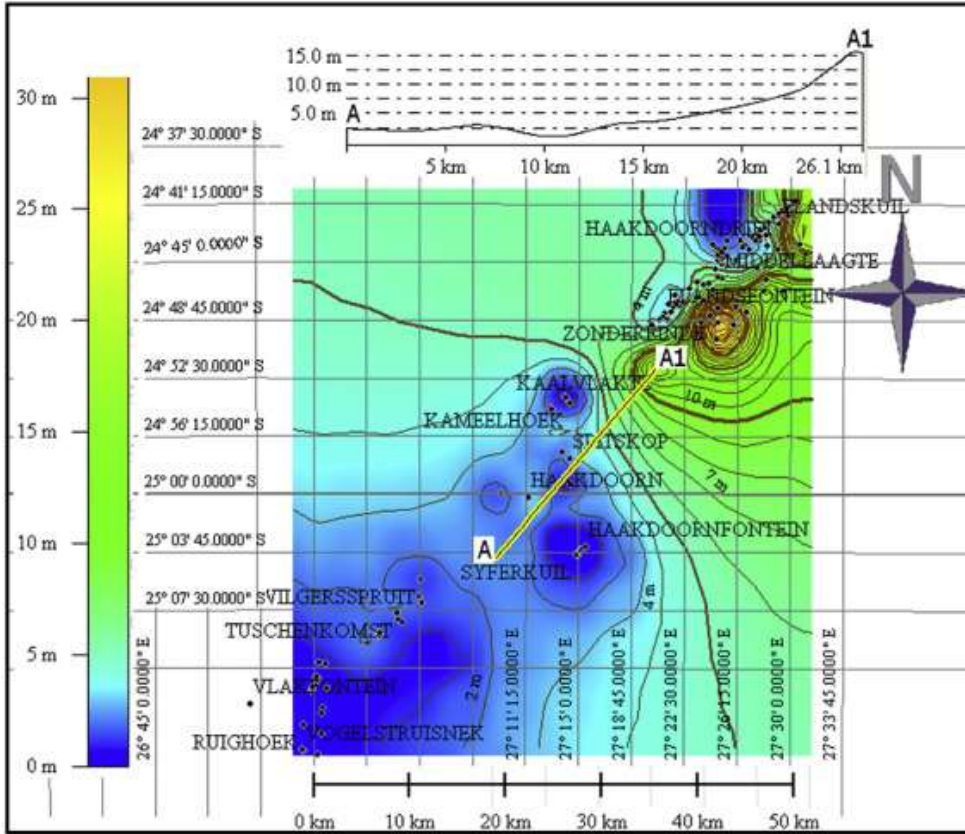 A1
15.0 m
10.0 m
5.0 m
A
5 km 10 km 15 km 20 km 26.1 km
30 m
25 m
20 m
15 m
10 m
5 m
0 m
24° 37' 30.0000" S
24° 41' 15.0000" S
24° 45' 0.0000" S
24° 48' 45.0000" S
24° 52' 30.0000" S
24° 56' 15.0000" S
25° 00' 0.0000" S
25° 03' 45.0000" S
25° 07' 30.0000" S
N
HAAKDOORNDRIFT
MIDDELLAAGTE
ZONDEREINDE
A1
KAALVLAKTE
KAMEELHOEK
10 m
7 m
HAAKDOORN
HAAKDOORNFONTEIN
A
SYFERKUIL
4 m
VILGERSSPRUIT
TUSCHENKOMST
VLAKFONTEIN
2 m
VOGELSTRUISNEK
RUIGHOEK
26° 45' 0.0000" E
27° 11' 15.0000" E
27° 15' 0.0000" E
27° 18' 45.0000" E
27° 22' 30.0000" E
27° 26' 15.0000" E
27° 30' 0.0000" E
27° 33' 45.0000" E
0 km 10 km 20 km 30 km 40 km 50 km